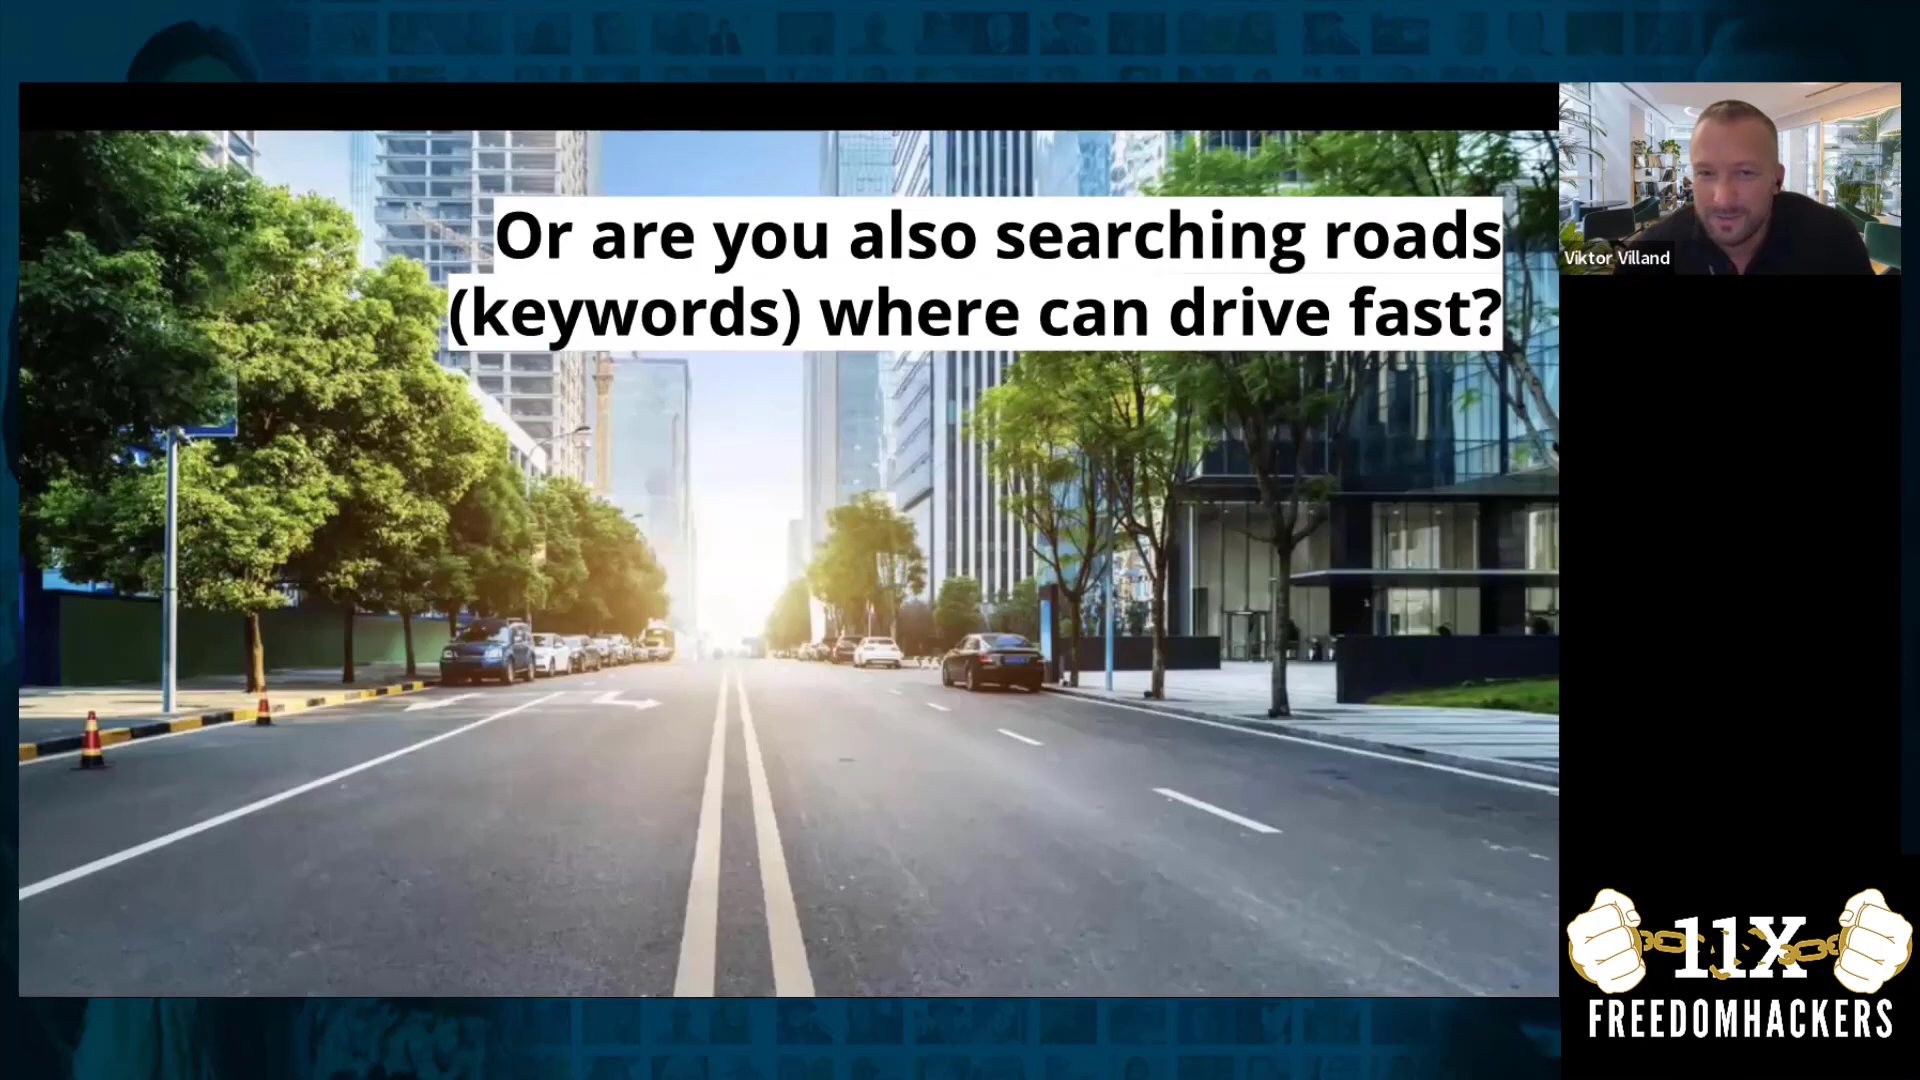 Or are you also searching roads
(keywords) where can drive fast?
Viktor Villand
11X
FREEDOMHACKERS